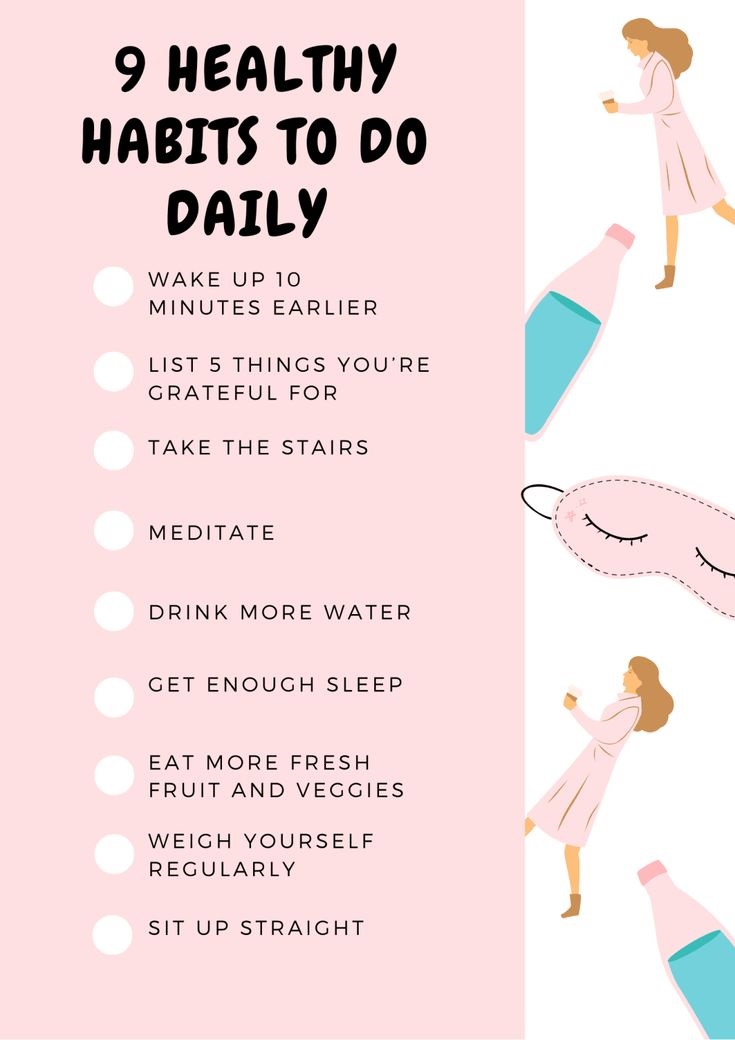 9 HEALTHY
HABITS TO DO
DAILY
WAKE UP 10
MINUTES EARLIER
LIST 5 THINGS YOU’RE
GRATEFUL FOR
TAKE THE STAIRS
MEDITATE
DRINK MORE WATER
GET ENOUGH SLEEP
EAT MORE FRESH
FRUIT AND VEGGIES
WEIGH YOURSELF
REGULARLY
SIT UP STRAIGHT